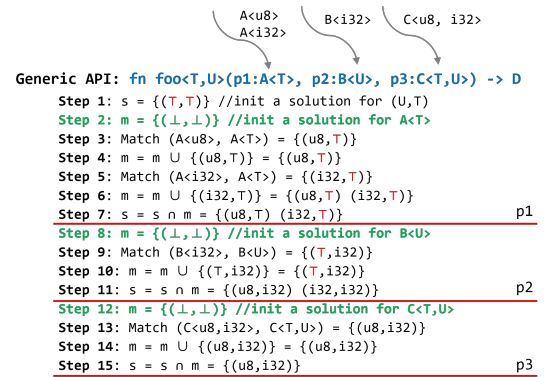 A<u8>
A<i32>
B<i32>
C<u8, i32>
Generic API: fn foo<T,U>(p1:A<T>, p2:B<U>, p3:C<T,U>) -> D
Step 1: s = {(⊤,⊤)} //init a solution for (U,T)
Step 2: m = {(⊥,⊥)} //init a solution for A<T>
Step 3: Match (A<u8>, A<T>) = {(u8,⊤)}
Step 4: m = m ∪ {(u8,⊤)} = {(u8,⊤)}
Step 5: Match (A<i32>, A<T>) = {(i32,⊤)}
Step 6: m = m ∪ {(i32,⊤)} = {(u8,⊤) (i32,⊤)}
Step 7: s = s ∩ m = {(u8,⊤) (i32,⊤)}
p1
Step 8: m = {(⊥,⊥)} //init a solution for B<U>
Step 9: Match (B<i32>, B<U>) = {(⊤,i32)}
Step 10: m = m ∪ {(⊤,i32)} = {(⊤,i32)}
Step 11: s = s ∩ m = {(u8,i32) (i32,i32)}
p2
Step 12: m = {(⊥,⊥)} //init a solution for C<T,U>
Step 13: Match (C<u8,i32>, C<T,U>) = {(u8,i32)}
Step 14: m = m ∪ {(u8,i32)} = {(u8,i32)}
Step 15: s = s ∩ m = {(u8,i32)}
p3